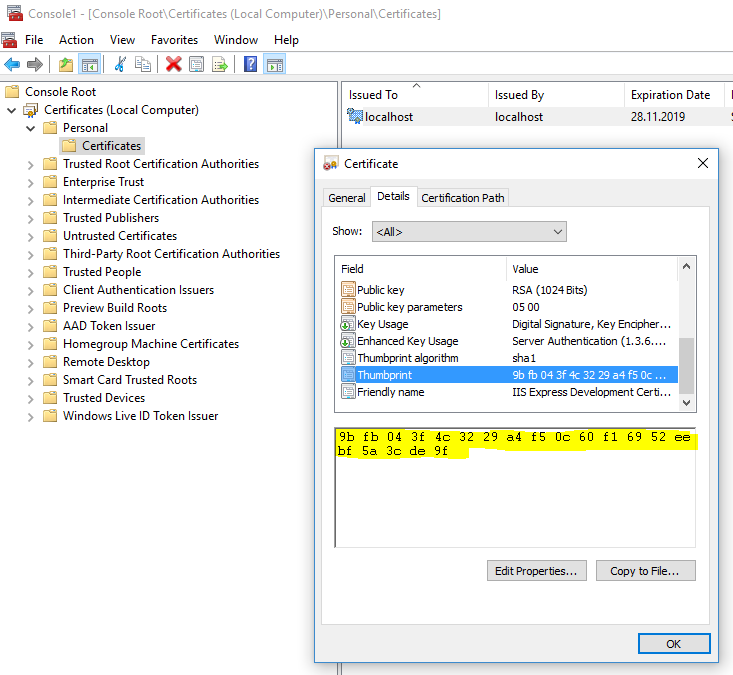 Console1 - [Console Root\Certificates (Local Computer)\Personal\Certificates]
File Action View Favorites Window Help
Console Root
Certificates (Local Computer)
Personal
Certificates
Trusted Root Certification Authorities
Enterprise Trust
Intermediate Certification Authorities
Trusted Publishers
Untrusted Certificates
Third-Party Root Certification Authorities
Trusted People
Client Authentication Issuers
Preview Build Roots
AAD Token Issuer
Homegroup Machine Certificates
Remote Desktop
Smart Card Trusted Roots
Trusted Devices
Windows Live ID Token Issuer
Issued To Issued By Expiration Date
localhost localhost 28.11.2019
Certificate
General Details Certification Path
Show: <All>
Field Value
Public key RSA (1024 Bits)
Public key parameters 05 00
Key Usage Digital Signature, Key Encipher...
Enhanced Key Usage Server Authentication (1.3.6....
Thumbprint algorithm sha1
Thumbprint 9b fb 04 3f 4c 32 29 a4 f5 0c ...
Friendly name IIS Express Development Certi...
9b fb 04 3f 4c 32 29 a4 f5 0c 60 f1 69 52 ee
bf 5a 3c de 9f
Edit Properties... Copy to File...
OK